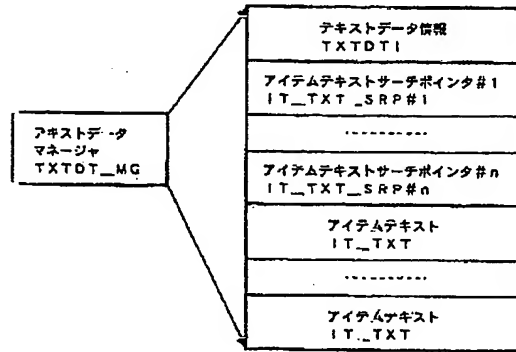 アキストデータ
マネージャ
TXTDT_MG
テキストデータ情報
TXTDTI
アイテムテキストサーチポインタ#1
IT_TXT_SRP#1
アイテムテキストサーチポインタ#n
IT_TXT_SRP#n
アイテムテキスト
IT_TXT
アイテムテキスト
IT_TXT